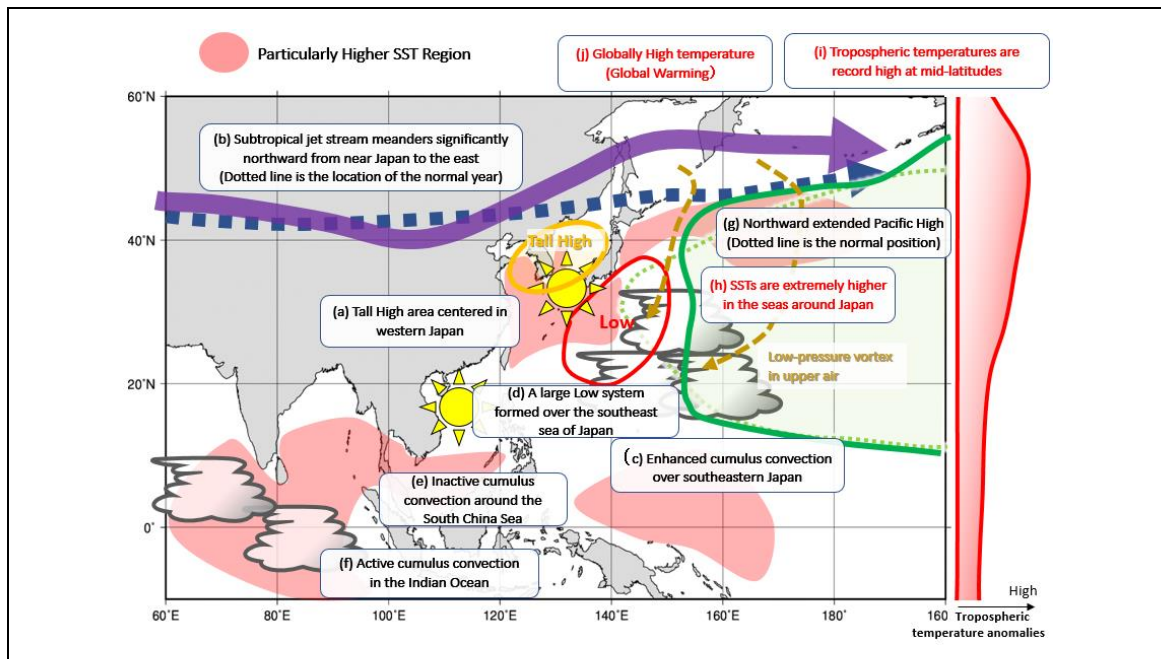 Particularly Higher SST Region
(j) Globally High temperature
(Global Warming)
(i) Tropospheric temperatures are
record high at mid-latitudes
60°N
(b) Subtropical jet stream meanders significantly
northward from near Japan to the east
(Dotted line is the location of the normal year)
40°N
Tall High
(g) Northward extended Pacific High
(Dotted line is the normal position)
(a) Tall High area centered in
western Japan
Low
(h) SSTs are extremely higher
in the seas around Japan
Low-pressure vortex
in upper air
20°N
(d) A large Low system
formed over the southeast
sea of Japan
(c) Enhanced cumulus convection
over southeastern Japan
(e) Inactive cumulus
convection around the
South China Sea
0°
(f) Active cumulus convection
in the Indian Ocean
60°E
80°E
100°E
120°E
140°E
160°E
180°
160
High
Tropospheric
temperature anomalies